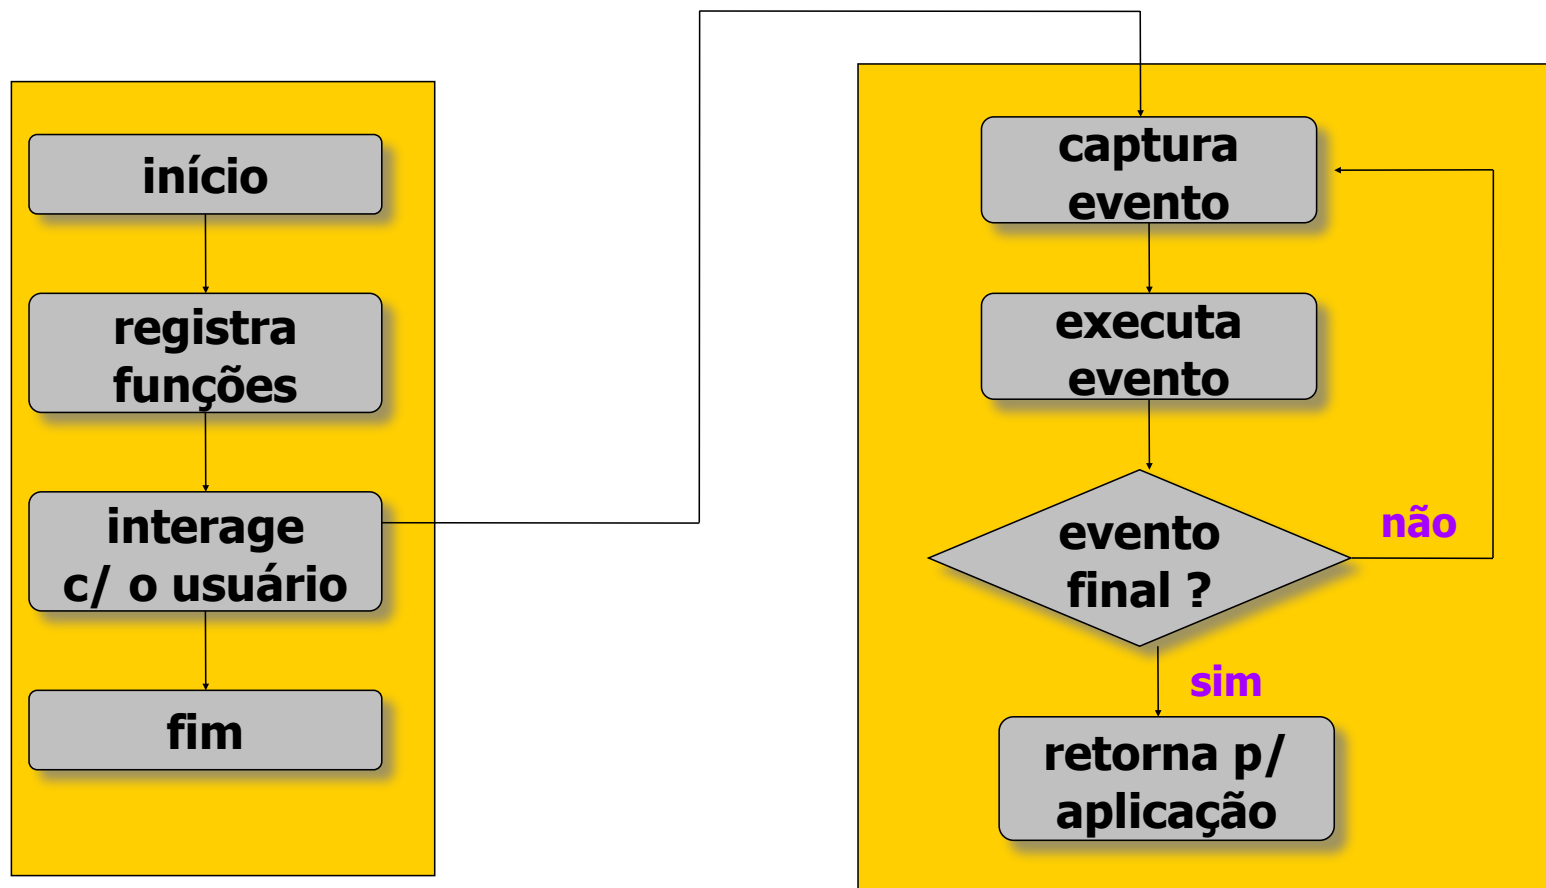 início
registra
funções
interage
c/ o usuário
fim
captura
evento
executa
evento
evento
final ?
não
sim
retorna p/
aplicação